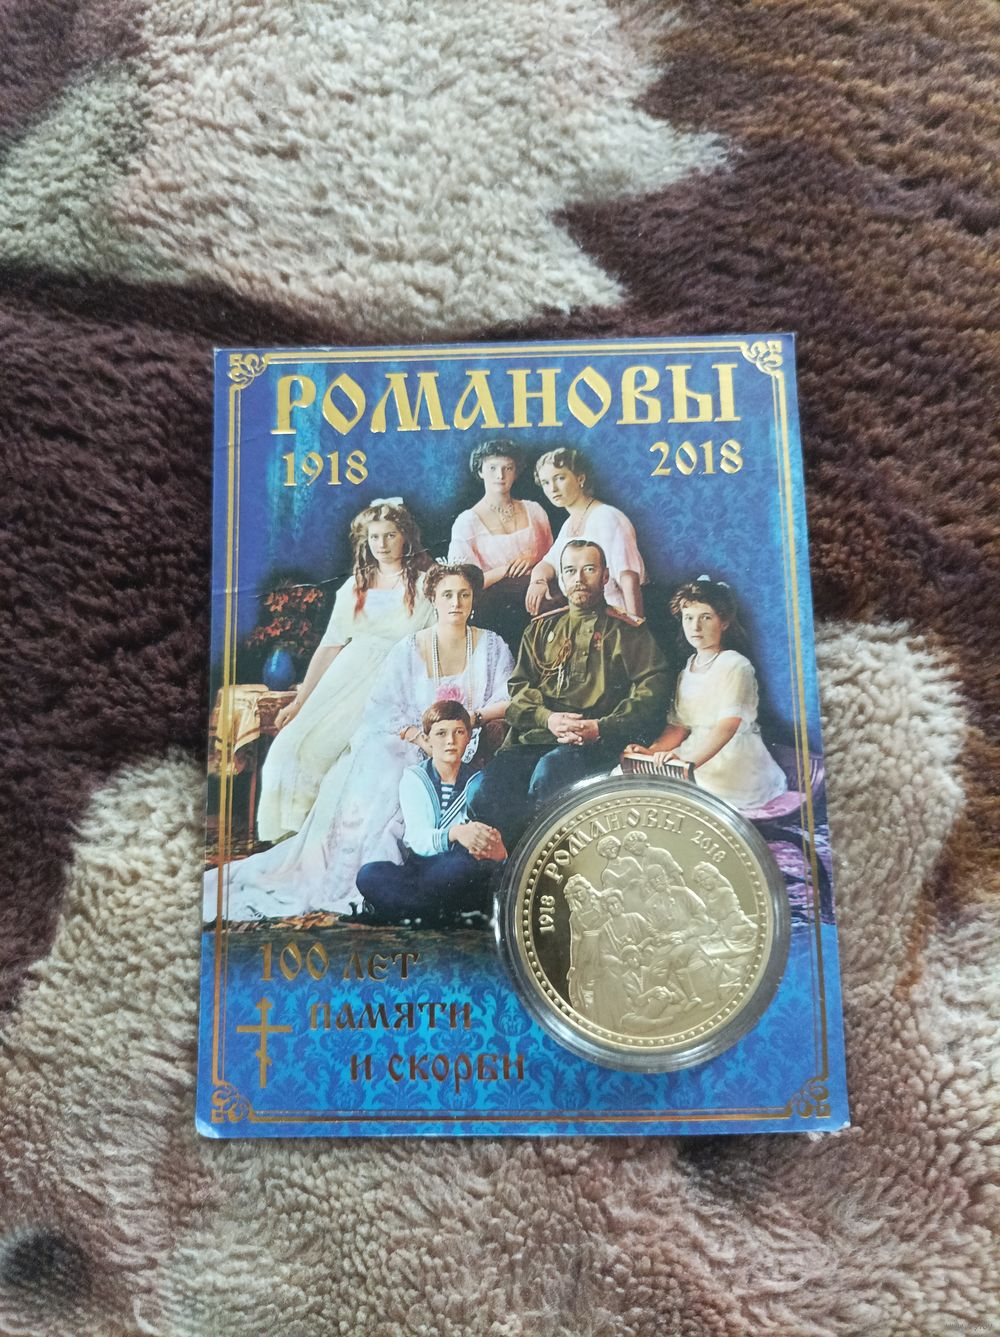 РОМАНОВЫ
1918 2018
1918 РОМАНОВЫ 2018
100 ЛЕТ
ПАМЯТИ
И СКОРБИ